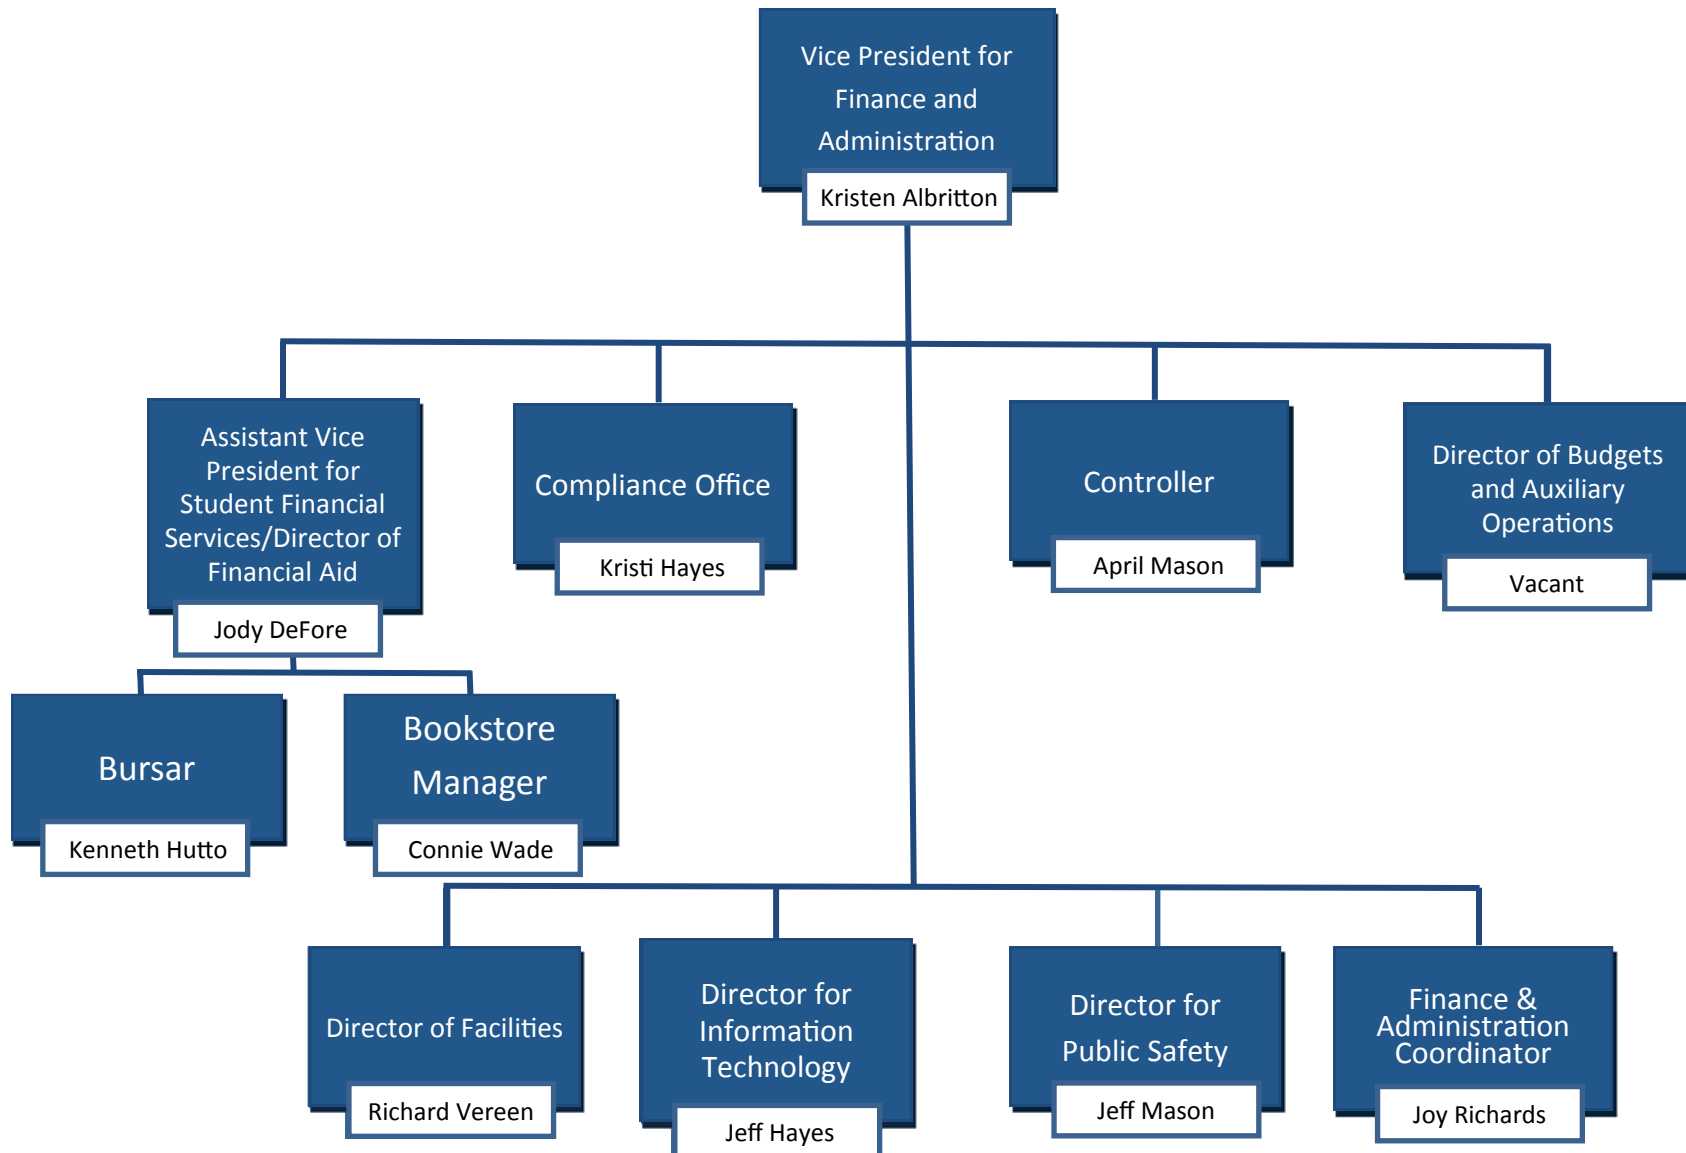 Vice President for
Finance and
Administration
Kristen Albritton
Assistant Vice
President for
Student Financial
Services/Director of
Financial Aid
Jody DeFore
Compliance Office
Kristi Hayes
Controller
April Mason
Director of Budgets
and Auxiliary
Operations
Vacant
Bursar
Kenneth Hutto
Bookstore
Manager
Connie Wade
Director of Facilities
Richard Vereen
Director for
Information
Technology
Jeff Hayes
Director for
Public Safety
Jeff Mason
Finance &
Administration
Coordinator
Joy Richards